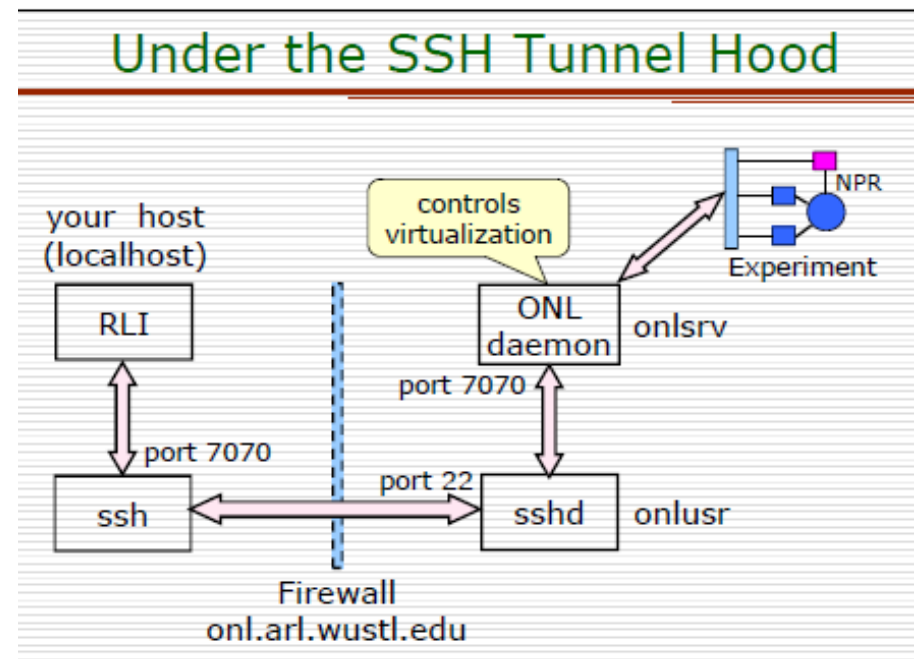 Under the SSH Tunnel Hood
your host
(localhost)
RLI
port 7070
ssh
Firewall
onl.arl.wustl.edu
controls
virtualization
NPR
Experiment
ONL
daemon
onlsrv
port 7070
port 22
sshd
onlusr